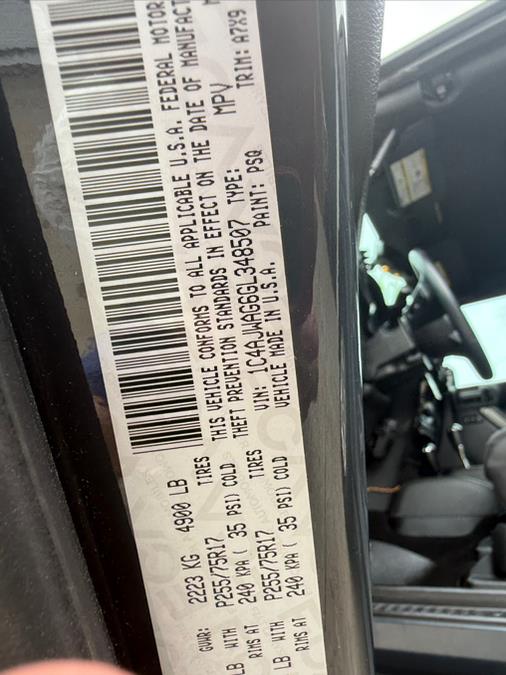 GVWR: 2223 KG 4900 LB
LB WITH P255/75R17 TIRES
RIMS AT 240 KPA ( 35 PSI) COLD
LB WITH P255/75R17 TIRES
RIMS AT 240 KPA ( 35 PSI) COLD
THIS VEHICLE CONFORMS TO ALL APPLICABLE U.S.A. FEDERAL MOTOR
THEFT PREVENTION STANDARDS IN EFFECT ON THE DATE OF MANUFACT
VIN: 1C4AJWAG6GL348507 TYPE: MPV
VEHICLE MADE IN U.S.A. PAINT: PSQ TRIM: A7X9